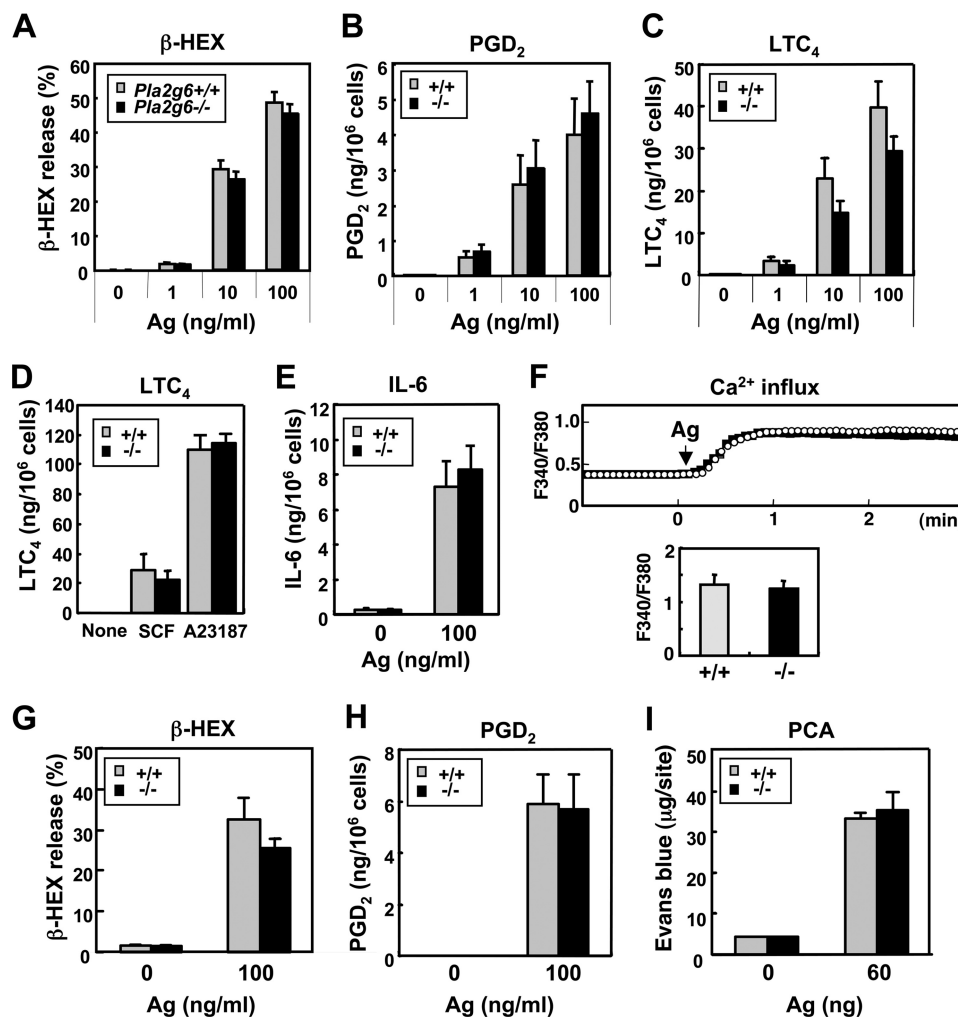 A
β-HEX
β-HEX release (%)
60
50
40
30
20
10
0
Pla2g6+/+
Pla2g6-/-
0 1 10 100
Ag (ng/ml)
B
PGD₂
PGD₂ (ng/10⁶ cells)
6
5
4
3
2
1
0
+/+
-/-
0 1 10 100
Ag (ng/ml)
C
LTC₄
LTC₄ (ng/10⁶ cells)
50
40
30
20
10
0
+/+
-/-
0 1 10 100
Ag (ng/ml)
D
LTC₄
LTC₄ (ng/10⁶ cells)
140
120
100
80
60
40
20
0
+/+
-/-
None SCF A23187
E
IL-6
IL-6 (ng/10⁶ cells)
12
10
8
6
4
2
0
+/+
-/-
0 100
Ag (ng/ml)
F
Ca²⁺ influx
F340/F380
1.0
0.5
0
Ag
0 1 2 (min
F340/F380
2
1
0
+/+ -/-
G
β-HEX
β-HEX release (%)
50
40
30
20
10
0
+/+
-/-
0 100
Ag (ng/ml)
H
PGD₂
PGD₂ (ng/10⁶ cells)
8
6
4
2
0
+/+
-/-
0 100
Ag (ng/ml)
I
PCA
Evans blue (μg/site)
50
40
30
30
10
0
+/+
-/-
0 60
Ag (ng)